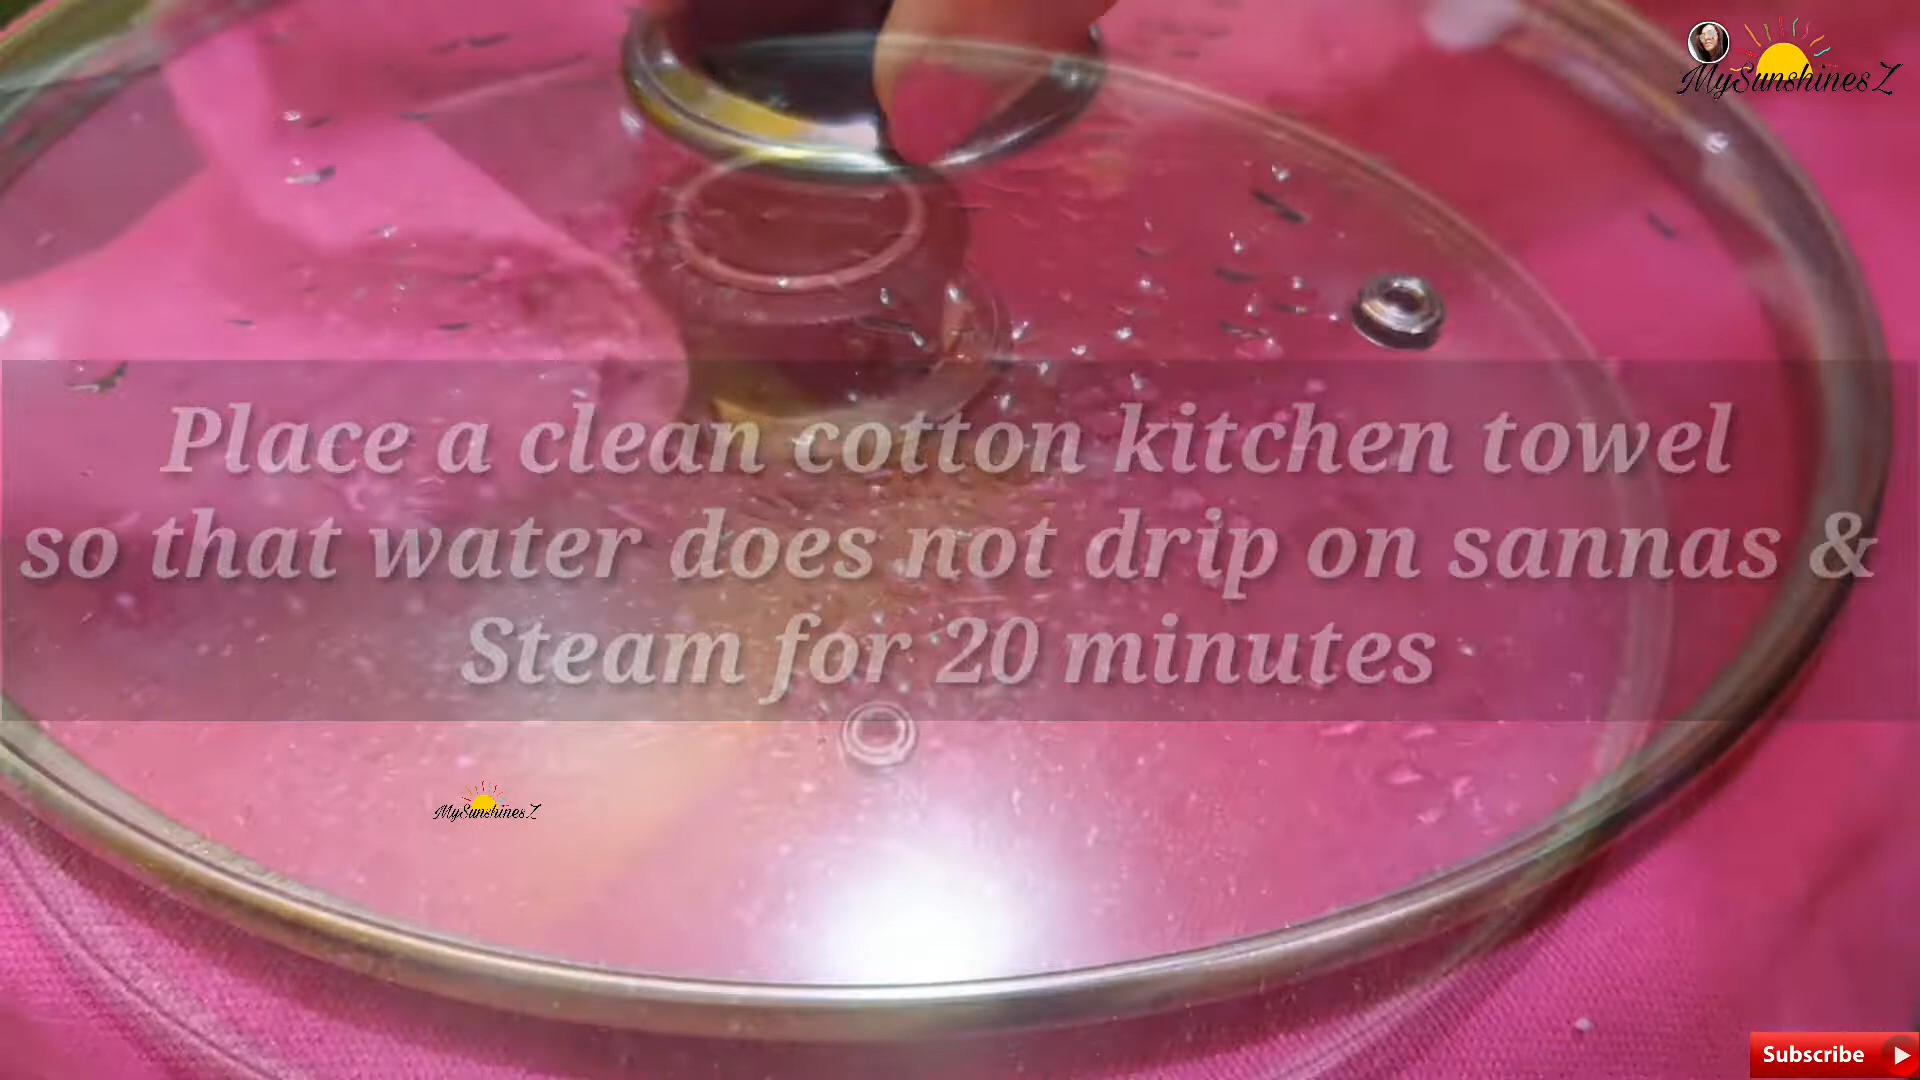 MySunshinesZ
Place a clean cotton kitchen towel
so that water does not drip on sannas &
Steam for 20 minutes
MySunshinesZ
Subscribe